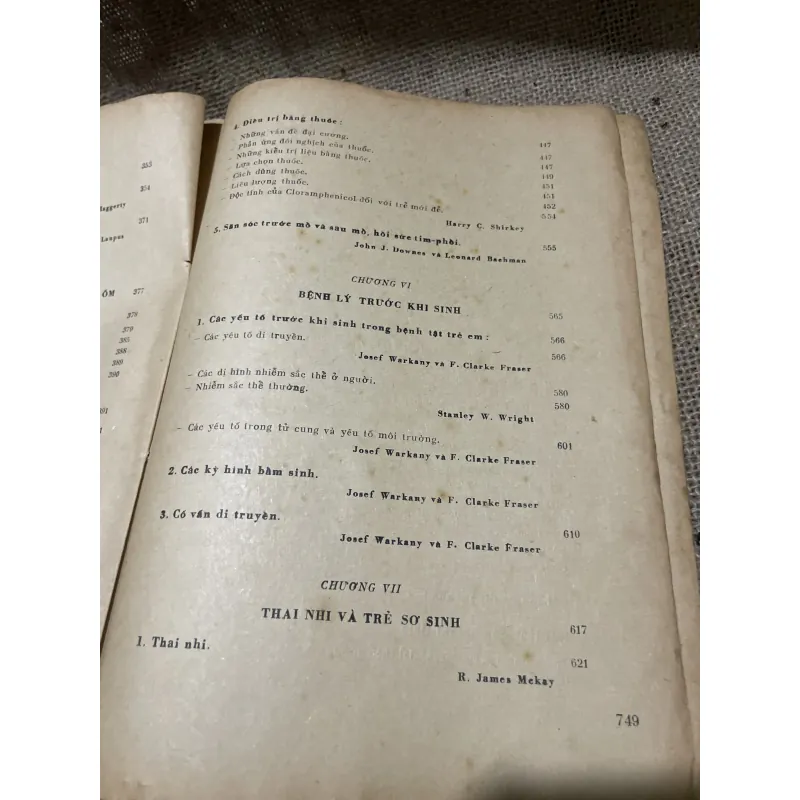 353
354
Haggerty
371
Lanpus
ỐM 377
378
379
385
388
389
390
391
4. Điều trị bằng thuốc :
- Những vấn đề đại cương. 447
- Phản ứng đối nghịch của thuốc. 447
- Những kiểu trị liệu bằng thuốc. 447
- Lựa chọn thuốc. 449
- Cách dùng thuốc. 451
- Liều lượng thuốc. 451
- Độc tính của Cloramphenicol đối với trẻ mới đẻ. 452
554
Harry C. Shirkey
5. Săn sóc trước mổ và sau mổ, hồi sức tim-phổi. 555
John J. Downes và Leonard Bachman
CHƯƠNG VI
BỆNH LÝ TRƯỚC KHI SINH 565
1. Các yếu tố trước khi sinh trong bệnh tật trẻ em : 566
- Các yếu tố di truyền. 566
Josef Warkany và F. Clarke Fraser
- Các dị hình nhiễm sắc thể ở người. 580
- Nhiễm sắc thể thường. 580
Stanley W. Wright
- Các yếu tố trong tử cung và yếu tố môi trường. 601
Josef Warkany và F. Clarke Fraser
2. Các kỳ hình bẩm sinh.
Josef Warkany và F. Clarke Fraser
3. Cố vấn di truyền. 610
Josef Warkany và F. Clarke Fraser
CHƯƠNG VII
THAI NHI VÀ TRẺ SƠ SINH 617
1. Thai nhi. 621
R. James Mckay
749